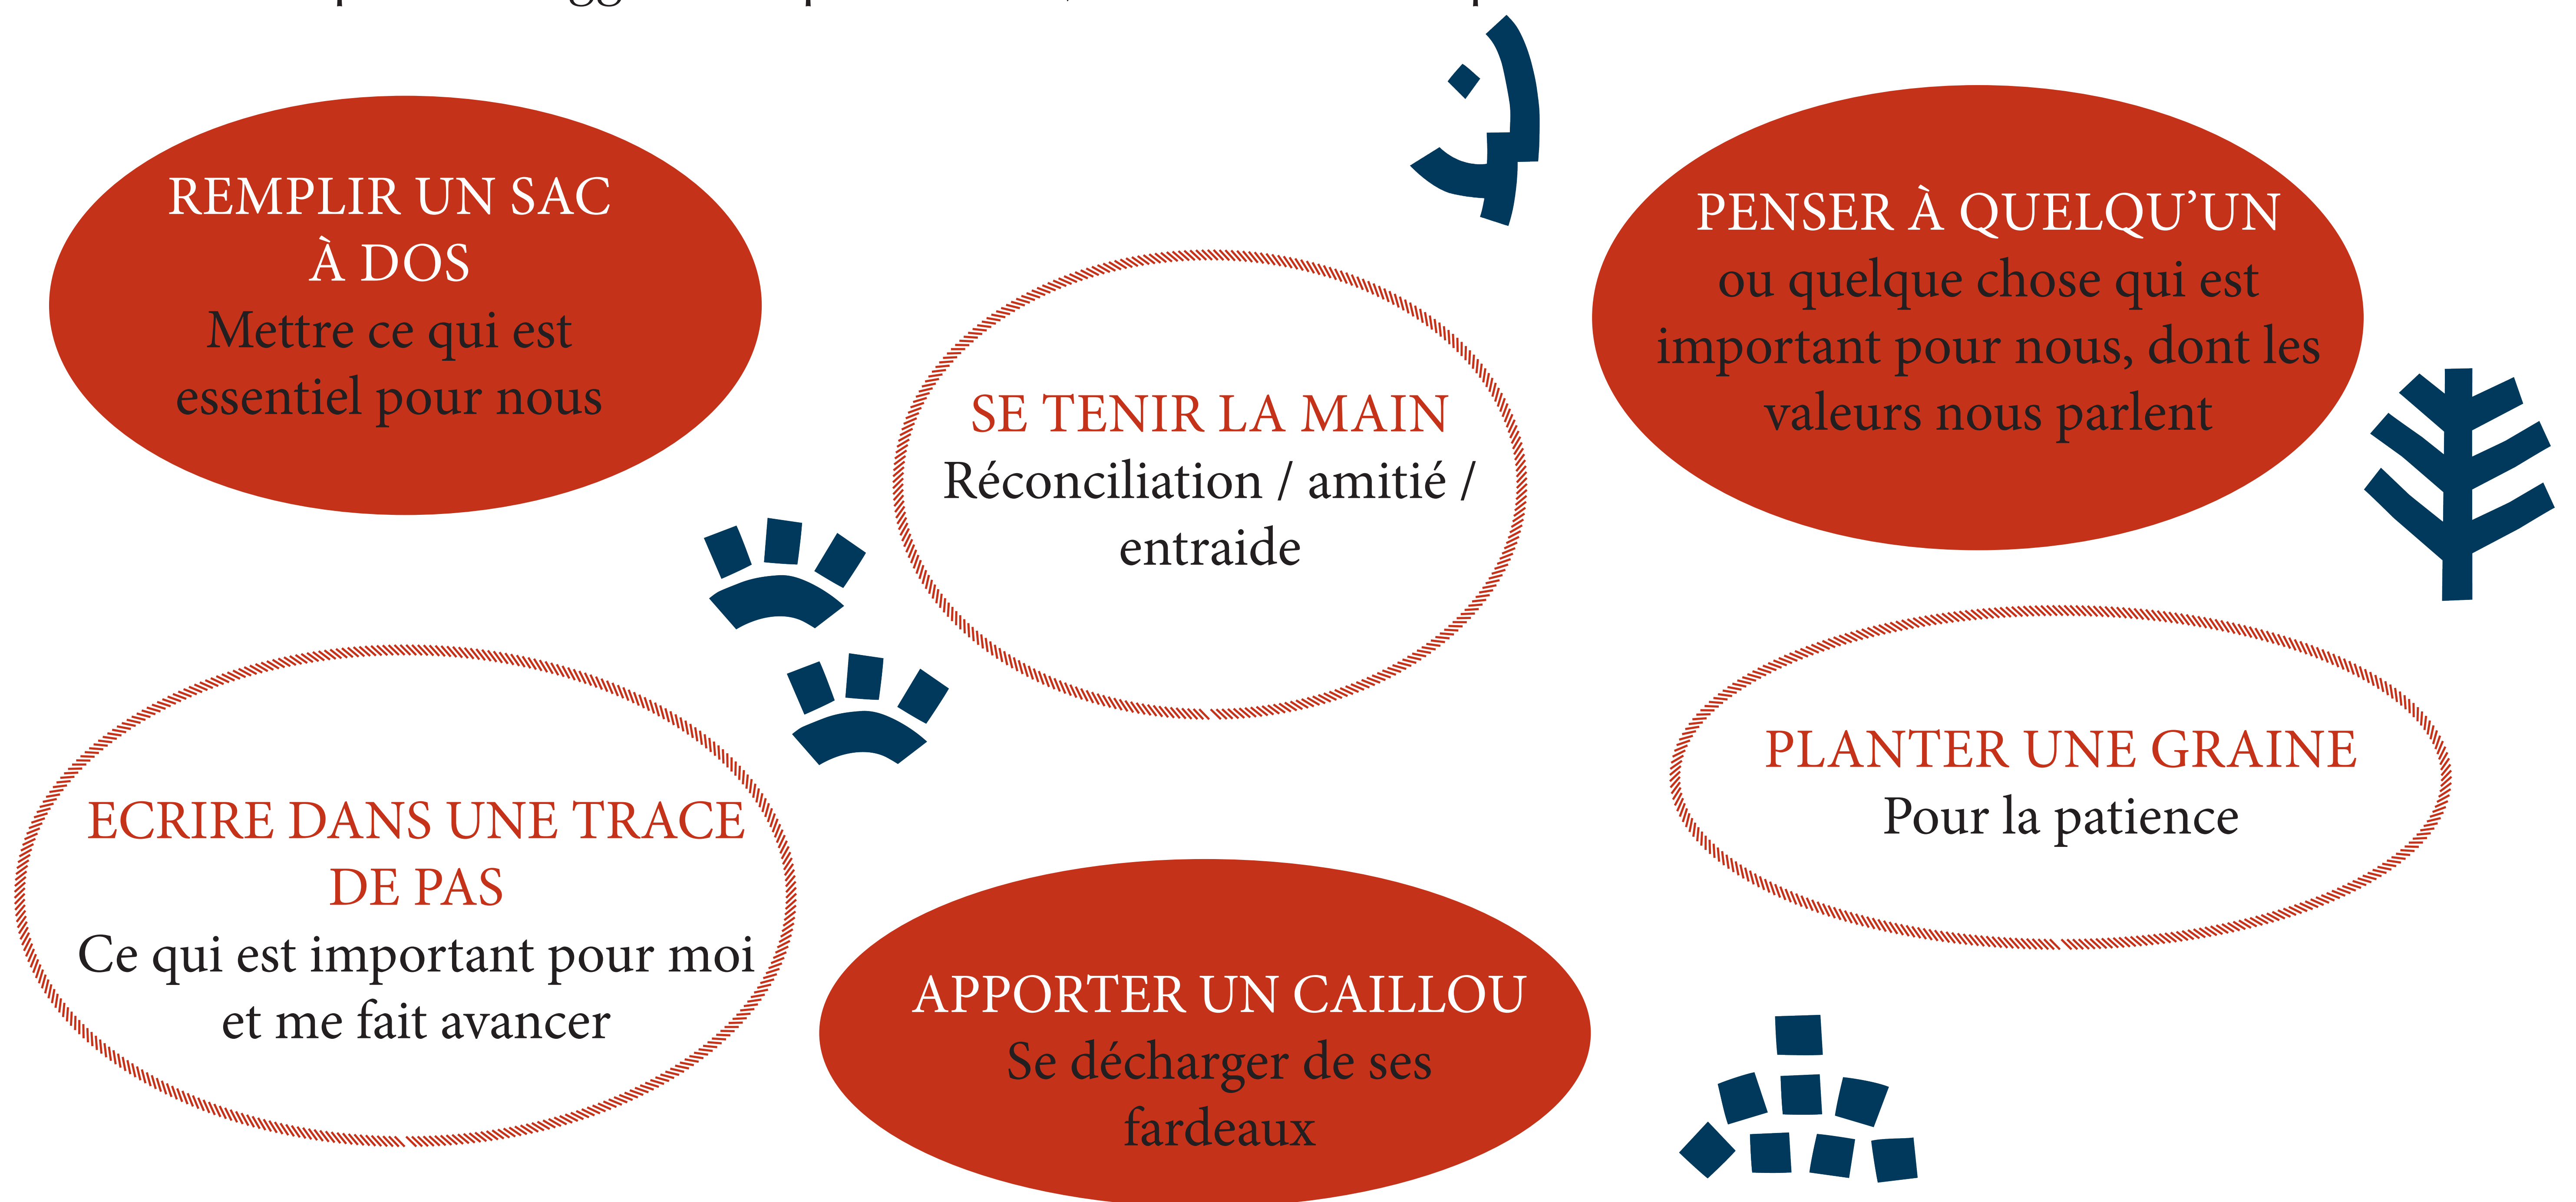 REMPLIR UN SAC
À DOS
Mettre ce qui est
essentiel pour nous
PENSER À QUELQU’UN
ou quelque chose qui est
important pour nous, dont les
valeurs nous parlent
SE TENIR LA MAIN
Réconciliation / amitié /
entraide
ECRIRE DANS UNE TRACE
DE PAS
Ce qui est important pour moi
et me fait avancer
PLANTER UNE GRAINE
Pour la patience
APPORTER UN CAILLOU
Se décharger de ses
fardeaux